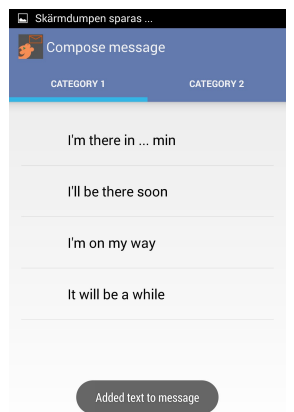 Skärmdumpen sparas ...
Compose message
CATEGORY 1
CATEGORY 2
I'm there in ... min
I'll be there soon
I'm on my way
It will be a while
Added text to message